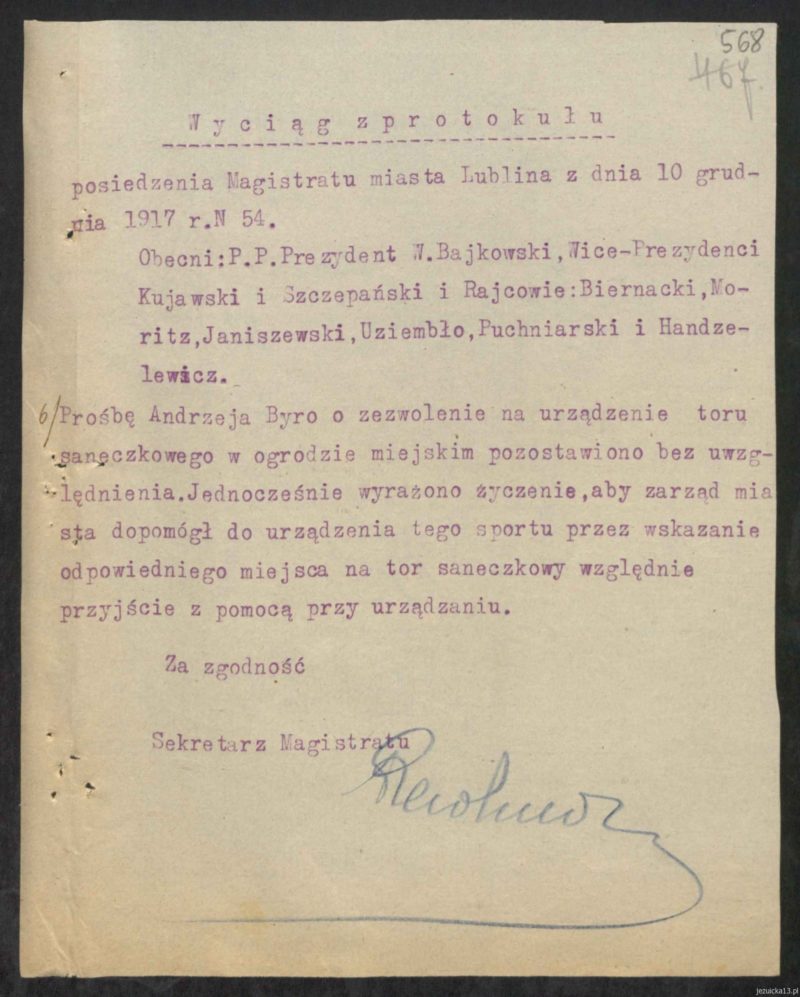 568
467
Wyciąg zprotokułu
posiedzenia Magistratu miasta Lublina z dnia 10 grud-
nia 1917 r.N 54.
Obecni:P.P.Prezydent W.Bajkowski,Wice-Prezydenci
Kujawski i Szczepański i Rajcowie:Biernacki,Mo-
ritz,Janiszewski,Uziembło,Puchniarski i Handze-
lewicz.
6/Prośbę Andrzeja Byro o zezwolenie na urządzenie toru
saneczkowego w ogrodzie miejskim pozostawiono bez uwzg-
lędnienia.Jednocześnie wyrażono życzenie,aby zarząd mia
sta dopomógł do urządzenia tego sportu przez wskazanie
odpowiedniego miejsca na tor saneczkowy względnie
przyjście z pomocą przy urządzaniu.
Za zgodność
Sekretarz Magistratu
jezuicka13.pl